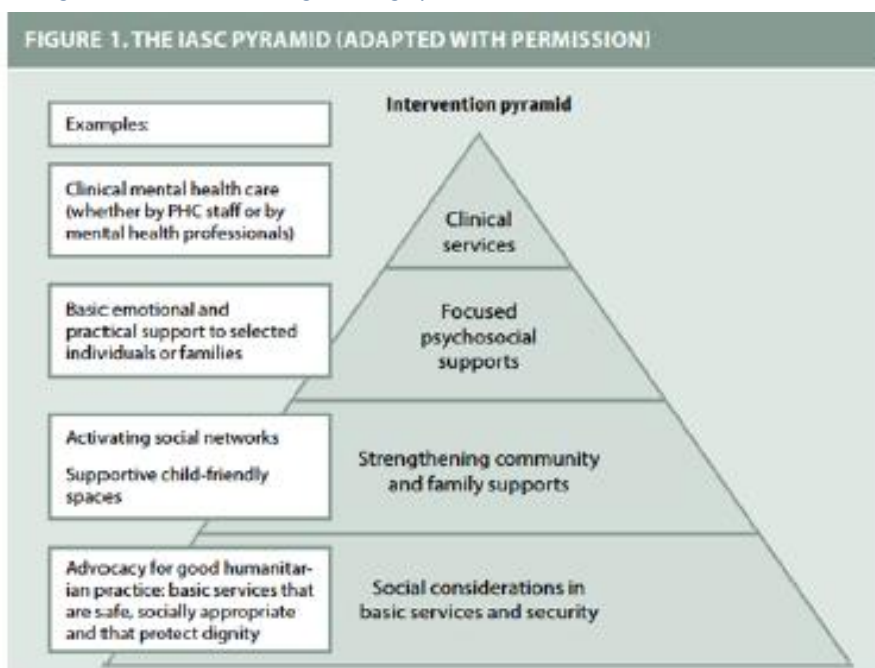 FIGURE 1. THE IASC PYRAMID (ADAPTED WITH PERMISSION)
Intervention pyramid
Examples:
Clinical mental health care
(whether by PHC staff or by
mental health professionals)
Clinical
services
Basic emotional and
practical support to selected
individuals or families
Focused
psychosocial
supports
Activating social networks
Supportive child-friendly
spaces
Strengthening community
and family supports
Advocacy for good humanitar-
ian practice: basic services that
are safe, socially appropriate
and that protect dignity
Social considerations in
basic services and security